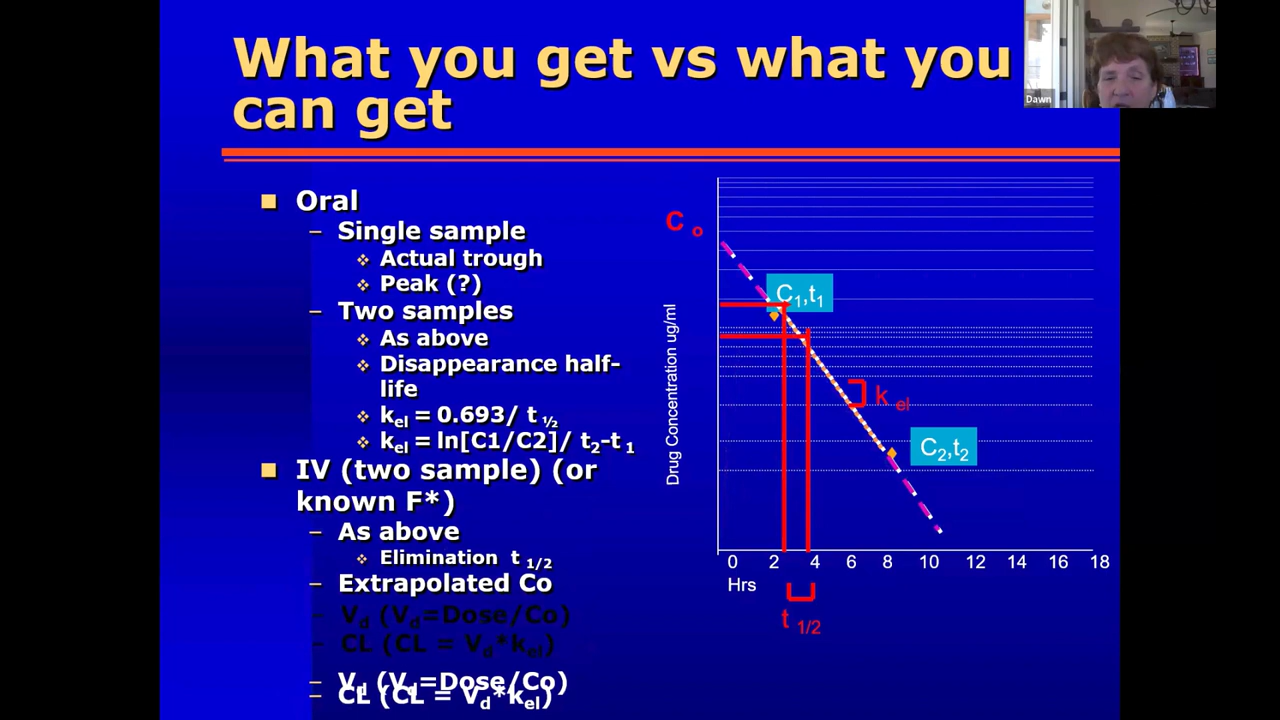 What you get vs what you
can get
Dawn
Oral
– Single sample
Actual trough
Peak (?)
– Two samples
As above
Disappearance half-
life
kel = 0.693/ t ½
kel = ln[C1/C2]/ t2-t 1
IV (two sample) (or
known F*)
– As above
Elimination t 1/2
– Extrapolated Co
– Vd (Vd=Dose/Co)
– CL (CL = Vd*kel)
– Vd (Vd=Dose/Co)
– CL (CL = Vd*kel)
C o
C1,t1
Drug Concentration ug/ml
k el
C2,t2
0 2 4 6 8 10 12 14 16 18
Hrs
t 1/2